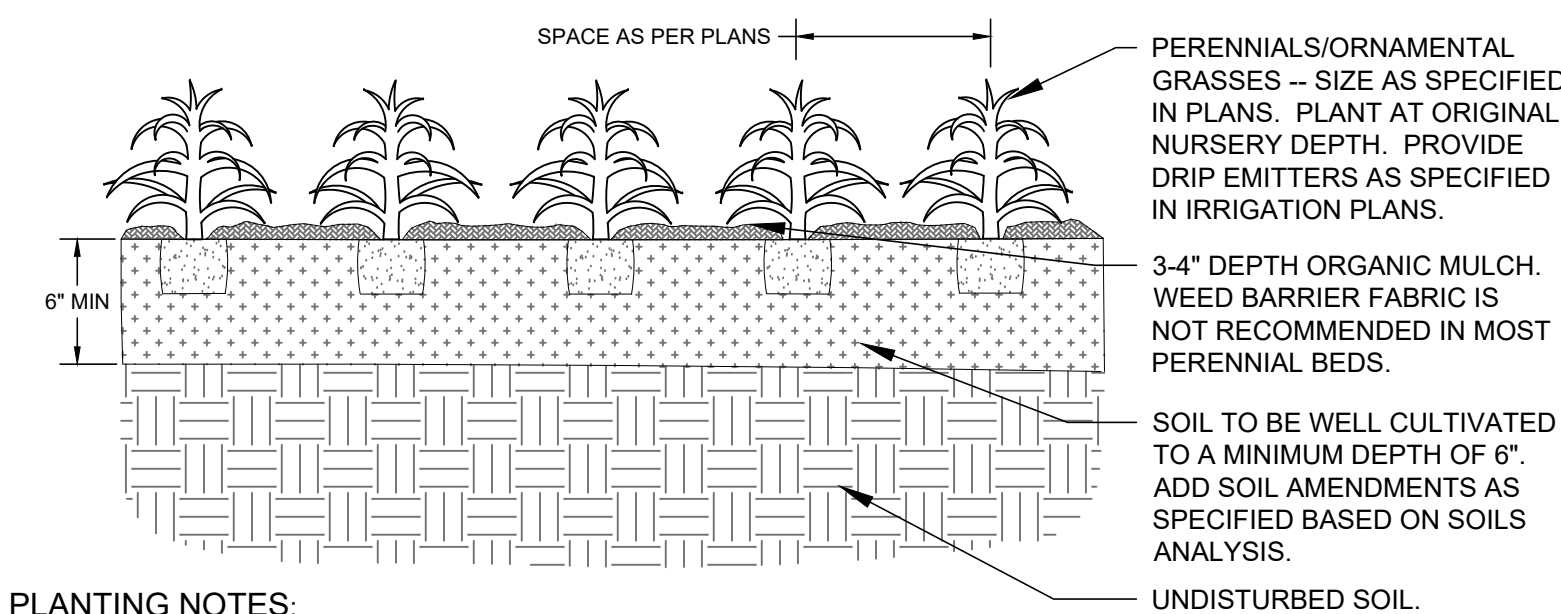 SPACE AS PER PLANS
PERENNIALS/ORNAMENTAL
GRASSES -- SIZE AS SPECIFIED
IN PLANS. PLANT AT ORIGINAL
NURSERY DEPTH. PROVIDE
DRIP EMITTERS AS SPECIFIED
IN IRRIGATION PLANS.
3-4" DEPTH ORGANIC MULCH.
WEED BARRIER FABRIC IS
NOT RECOMMENDED IN MOST
PERENNIAL BEDS.
6" MIN
SOIL TO BE WELL CULTIVATED
TO A MINIMUM DEPTH OF 6".
ADD SOIL AMENDMENTS AS
SPECIFIED BASED ON SOILS
ANALYSIS.
UNDISTURBED SOIL.
PLANTING NOTES: